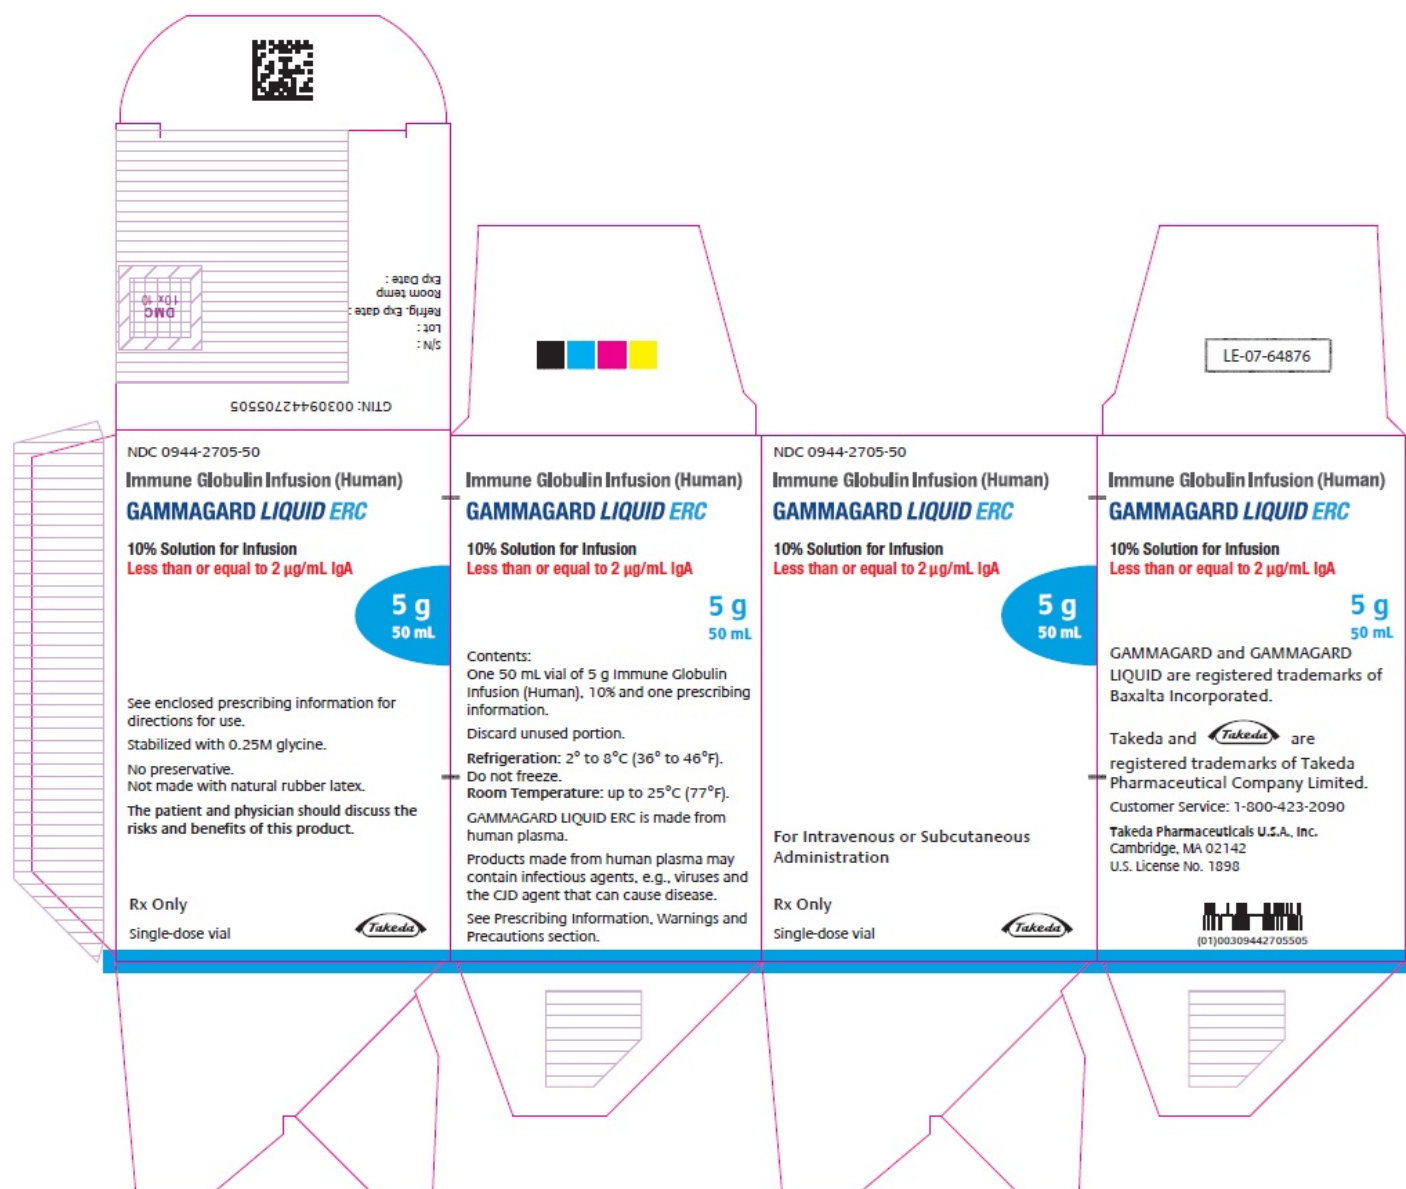 DMC
10 x 10
S/N :
Lot :
Refrig. Exp date :
Room temp
Exp Date :
GTIN: 00309442705505
LE-07-64876
NDC 0944-2705-50
Immune Globulin Infusion (Human)
GAMMAGARD LIQUID ERC
10% Solution for Infusion
Less than or equal to 2 µg/mL IgA
5 g
50 mL
See enclosed prescribing information for
directions for use.
Stabilized with 0.25M glycine.
No preservative.
Not made with natural rubber latex.
The patient and physician should discuss the
risks and benefits of this product.
Rx Only
Single-dose vial
Takeda
Immune Globulin Infusion (Human)
GAMMAGARD LIQUID ERC
10% Solution for Infusion
Less than or equal to 2 µg/mL IgA
5 g
50 mL
Contents:
One 50 mL vial of 5 g Immune Globulin
Infusion (Human), 10% and one prescribing
information.
Discard unused portion.
Refrigeration: 2° to 8°C (36° to 46°F).
Do not freeze.
Room Temperature: up to 25°C (77°F).
GAMMAGARD LIQUID ERC is made from
human plasma.
Products made from human plasma may
contain infectious agents, e.g., viruses and
the CJD agent that can cause disease.
See Prescribing Information, Warnings and
Precautions section.
NDC 0944-2705-50
Immune Globulin Infusion (Human)
GAMMAGARD LIQUID ERC
10% Solution for Infusion
Less than or equal to 2 µg/mL IgA
5 g
50 mL
For Intravenous or Subcutaneous
Administration
Rx Only
Single-dose vial
Takeda
Immune Globulin Infusion (Human)
GAMMAGARD LIQUID ERC
10% Solution for Infusion
Less than or equal to 2 µg/mL IgA
5 g
50 mL
GAMMAGARD and GAMMAGARD
LIQUID are registered trademarks of
Baxalta Incorporated.
Takeda and Takeda are
registered trademarks of Takeda
Pharmaceutical Company Limited.
Customer Service: 1-800-423-2090
Takeda Pharmaceuticals U.S.A., Inc.
Cambridge, MA 02142
U.S. License No. 1898
(01)00309442705505